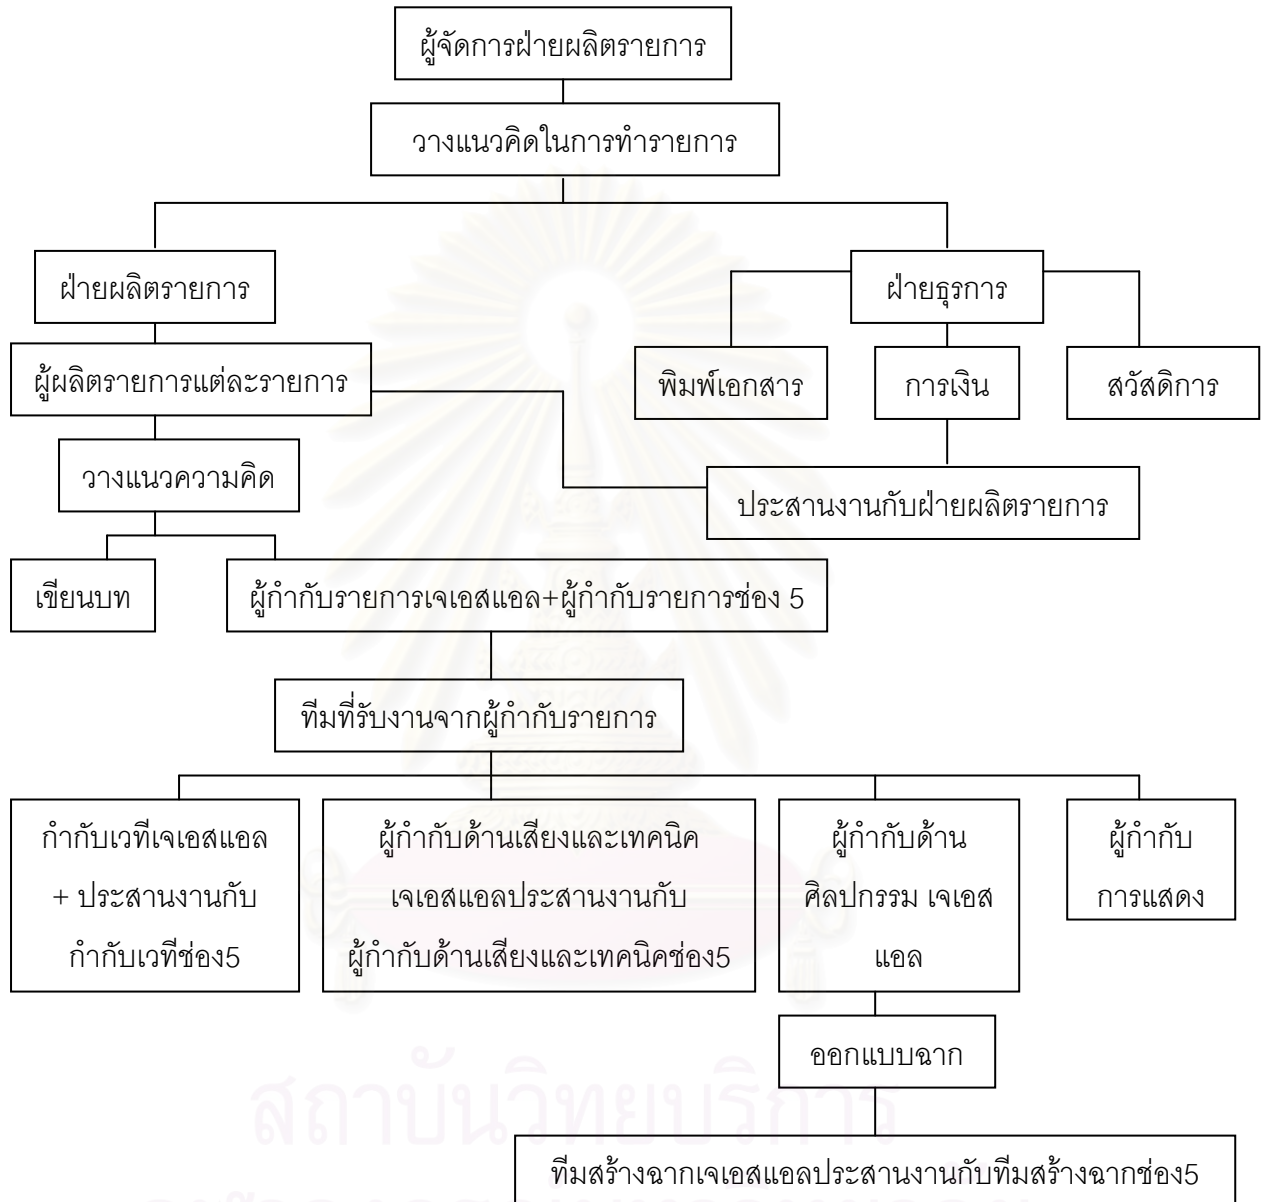 ผู้จัดการฝ่ายผลิตรายการ
วางแนวคิดในการทำรายการ
ฝ่ายผลิตรายการ
ฝ่ายธุรการ
ผู้ผลิตรายการแต่ละรายการ
พิมพ์เอกสาร
การเงิน
สวัสดิการ
วางแนวความคิด
ประสานงานกับฝ่ายผลิตรายการ
เขียนบท
ผู้กำกับรายการเจเอสแอล+ผู้กำกับรายการช่อง 5
ทีมที่รับงานจากผู้กำกับรายการ
กำกับเวทีเจเอสแอล
+ ประสานงานกับ
กำกับเวทีช่อง5
ผู้กำกับด้านเสียงและเทคนิค
เจเอสแอลประสานงานกับ
ผู้กำกับด้านเสียงและเทคนิคช่อง5
ผู้กำกับด้าน
ศิลปกรรม เจเอส
แอล
ผู้กำกับ
การแสดง
ออกแบบฉาก
สถาบันวิทยบริการ
ทีมสร้างฉากเจเอสแอลประสานงานกับทีมสร้างฉากช่อง5